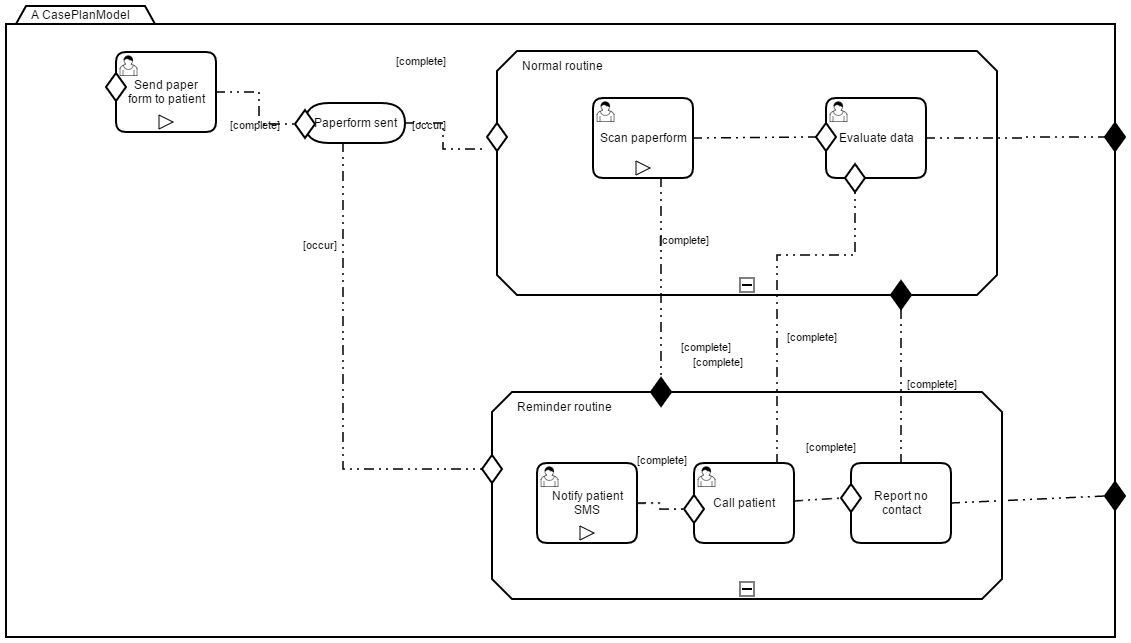 A CasePlanModel
[complete]
Normal routine
Send paper
form to patient
[complete]
Paperform sent
[occur]
Scan paperform
Evaluate data
[complete]
[occur]
[complete]
[complete]
[complete]
[complete]
Reminder routine
[complete]
[complete]
Notify patient
SMS
Call patient
Report no
contact